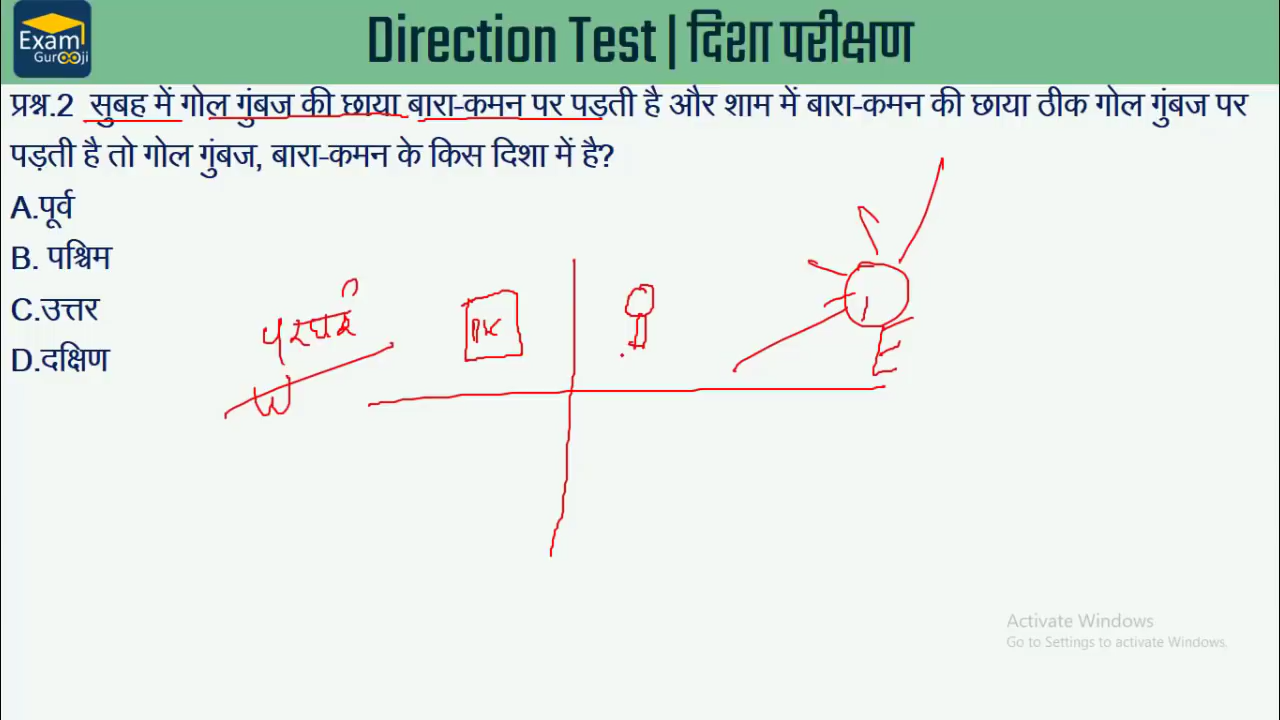 Exam
Gurooji
Direction Test | दिशा परीक्षण
प्रश्न.2 सुबह में गोल गुंबज की छाया बारा-कमन पर पड़ती है और शाम में बारा-कमन की छाया ठीक गोल गुंबज पर
पड़ती है तो गोल गुंबज, बारा-कमन के किस दिशा में है?
A.पूर्व
B. पश्चिम
C.उत्तर
D.दक्षिण
BK
E
W
Activate Windows
Go to Settings to activate Windows.